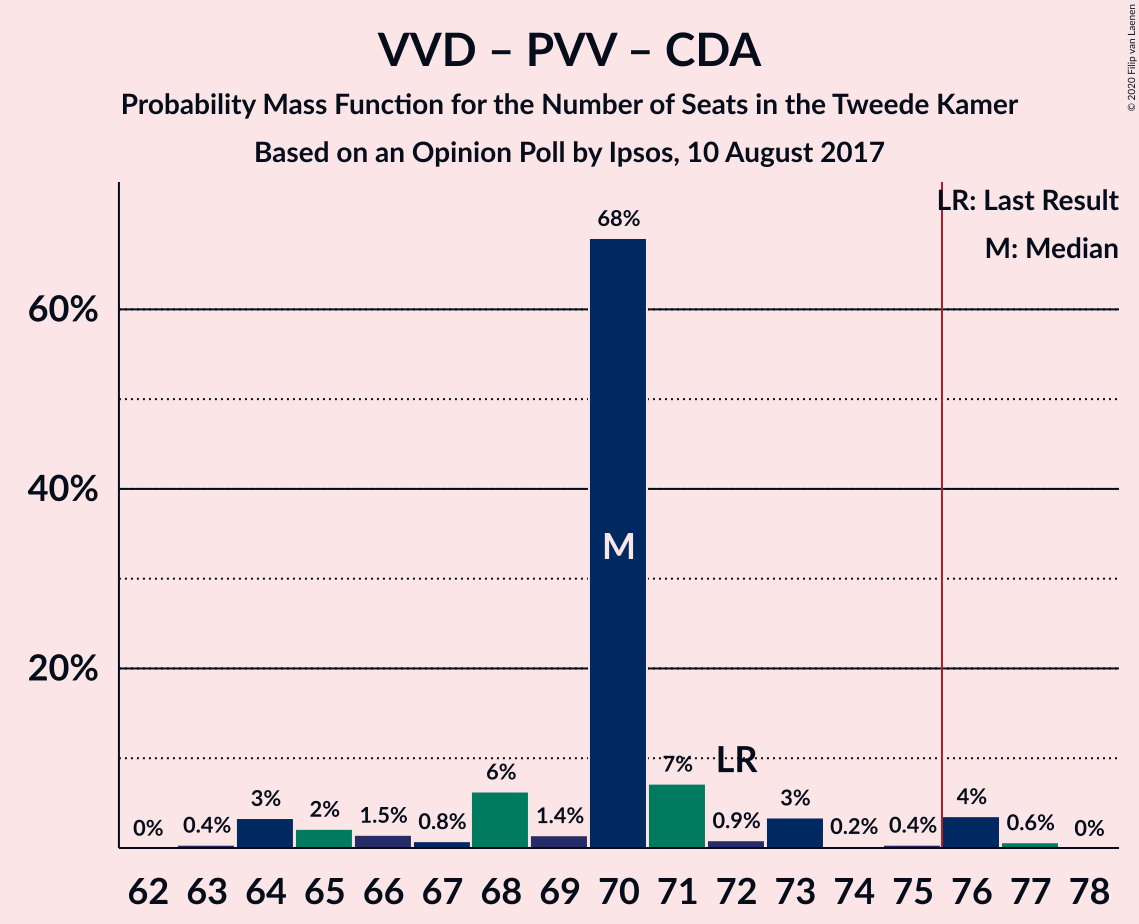 VVD – PVV – CDA
Probability Mass Function for the Number of Seats in the Tweede Kamer
Based on an Opinion Poll by Ipsos, 10 August 2017
© 2020 Filip van Laenen
LR: Last Result
M: Median
60%
40%
20%
0%
0.4%
3%
2%
1.5%
0.8%
6%
1.4%
68%
M
7%
LR
0.9%
3%
0.2%
0.4%
4%
0.6%
0%
62 63 64 65 66 67 68 69 70 71 72 73 74 75 76 77 78